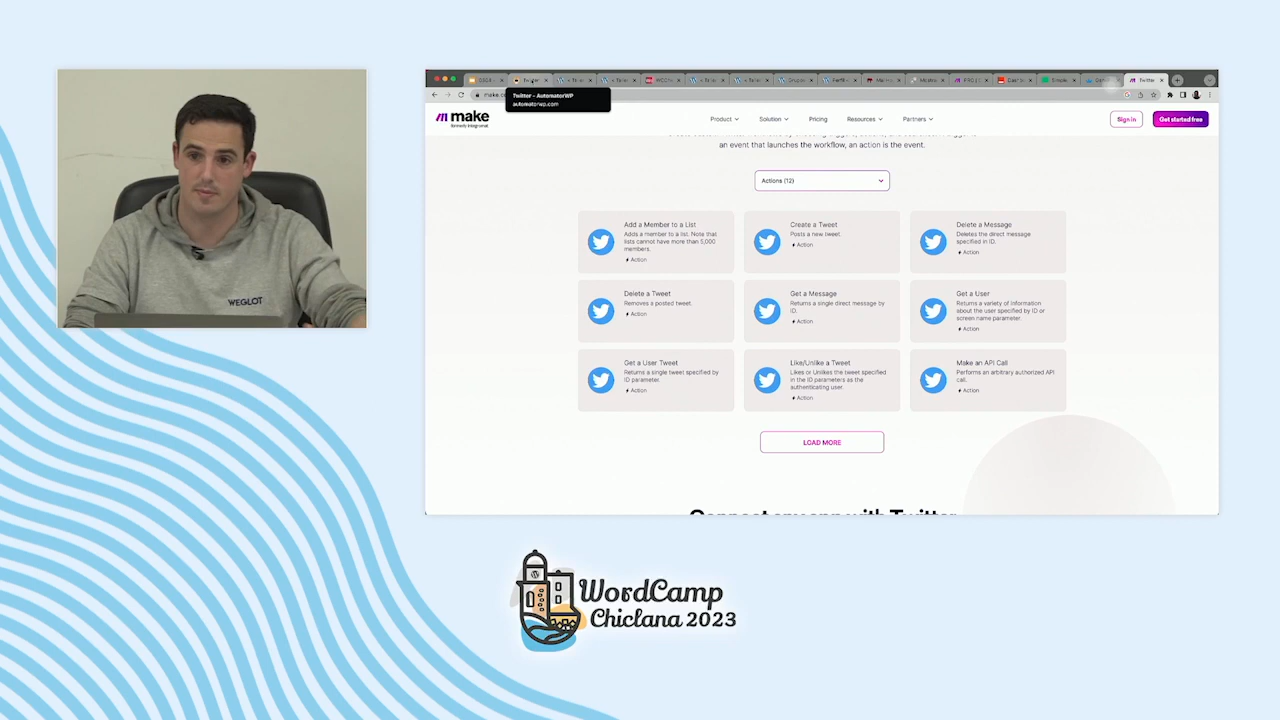 WEGLOT
Twitter
make.c
Twitter – AutomatorWP
automatorwp.com
make
formerly Integromat
Product
Solution
Pricing
Resources
Partners
Sign in
Get started free
an event that launches the workflow, an action is the event.
Actions (12)
Add a Member to a List
Adds a member to a list. Note that
lists cannot have more than 5,000
members.
Action
Create a Tweet
Posts a new tweet.
Action
Delete a Message
Deletes the direct message
specified in ID.
Action
Delete a Tweet
Removes a posted tweet.
Action
Get a Message
Returns a single direct message by
ID.
Action
Get a User
Returns a variety of information
about the user specified by ID or
screen name parameter.
Action
Get a User Tweet
Returns a single tweet specified by
ID parameter.
Action
Like/Unlike a Tweet
Likes or Unlikes the tweet specified
in the ID parameters as the
authenticating user.
Action
Make an API Call
Performs an arbitrary authorized API
call.
Action
LOAD MORE
with Twitter
WordCamp
Chiclana 2023